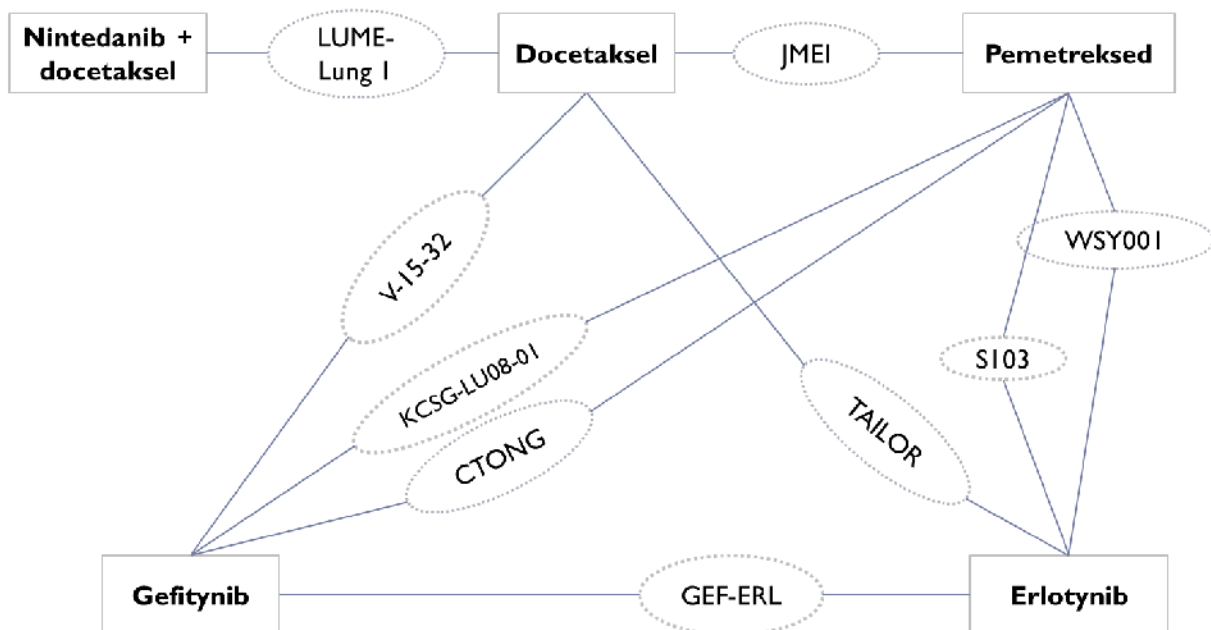 Nintedanib +
docetaksel
LUME-
Lung 1
Docetaksel
JMEI
Pemetreksed
V-15-32
WSY001
KCSG-LU08-01
S103
CTONG
TAILOR
Gefitynib
GEF-ERL
Erlotynib